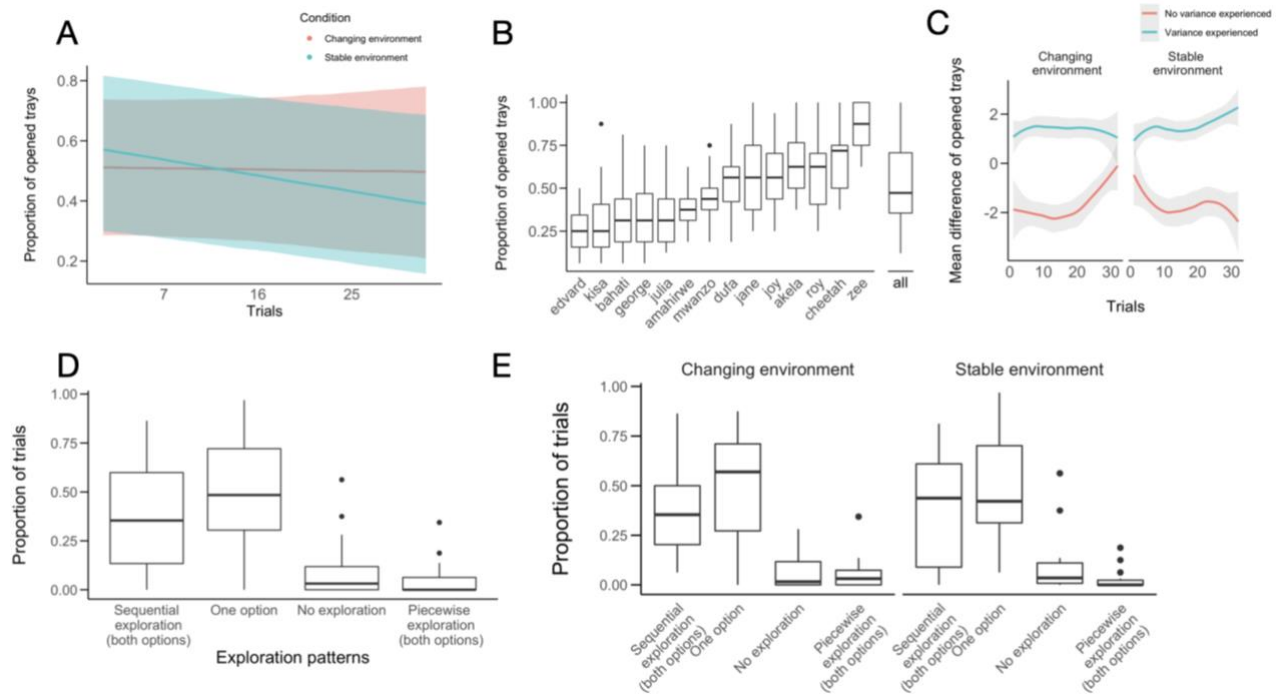 A
Condition
Changing environment
Stable environment
Proportion of opened trays
0.8
0.6
0.4
0.2
7 16 25
Trials
B
Proportion of opened trays
1.00
0.75
0.50
0.25
edvard kisa bahati george julia amahirwe mwanzo dufa jane joy akela roy cheetah zee all
C
No variance experienced
Variance experienced
Changing environment
Stable environment
Mean difference of opened trays
2
0
-2
0 10 20 30 0 10 20 30
Trials
D
Proportion of trials
1.00
0.75
0.50
0.25
0.00
Sequential exploration (both options)
One option
No exploration
Piecewise exploration (both options)
Exploration patterns
E
Changing environment
Stable environment
Proportion of trials
1.00
0.75
0.50
0.25
0.00
Sequential exploration (both options)
One option
No exploration
Piecewise exploration (both options)
Sequential exploration (both options)
One option
No exploration
Piecewise exploration (both options)